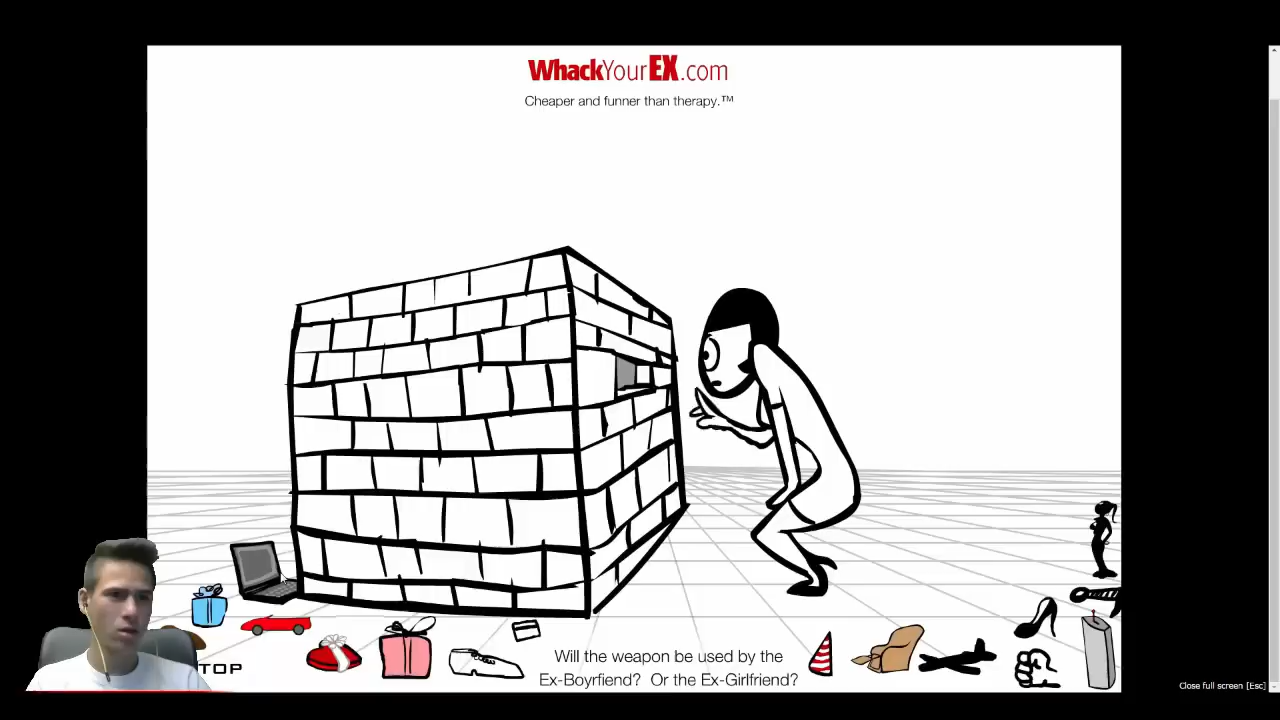 WhackYourEX.com
Cheaper and funner than therapy.™
TOP
Will the weapon be used by the
Ex-Boyrfiend? Or the Ex-Girlfriend?
Close full screen [Esc]